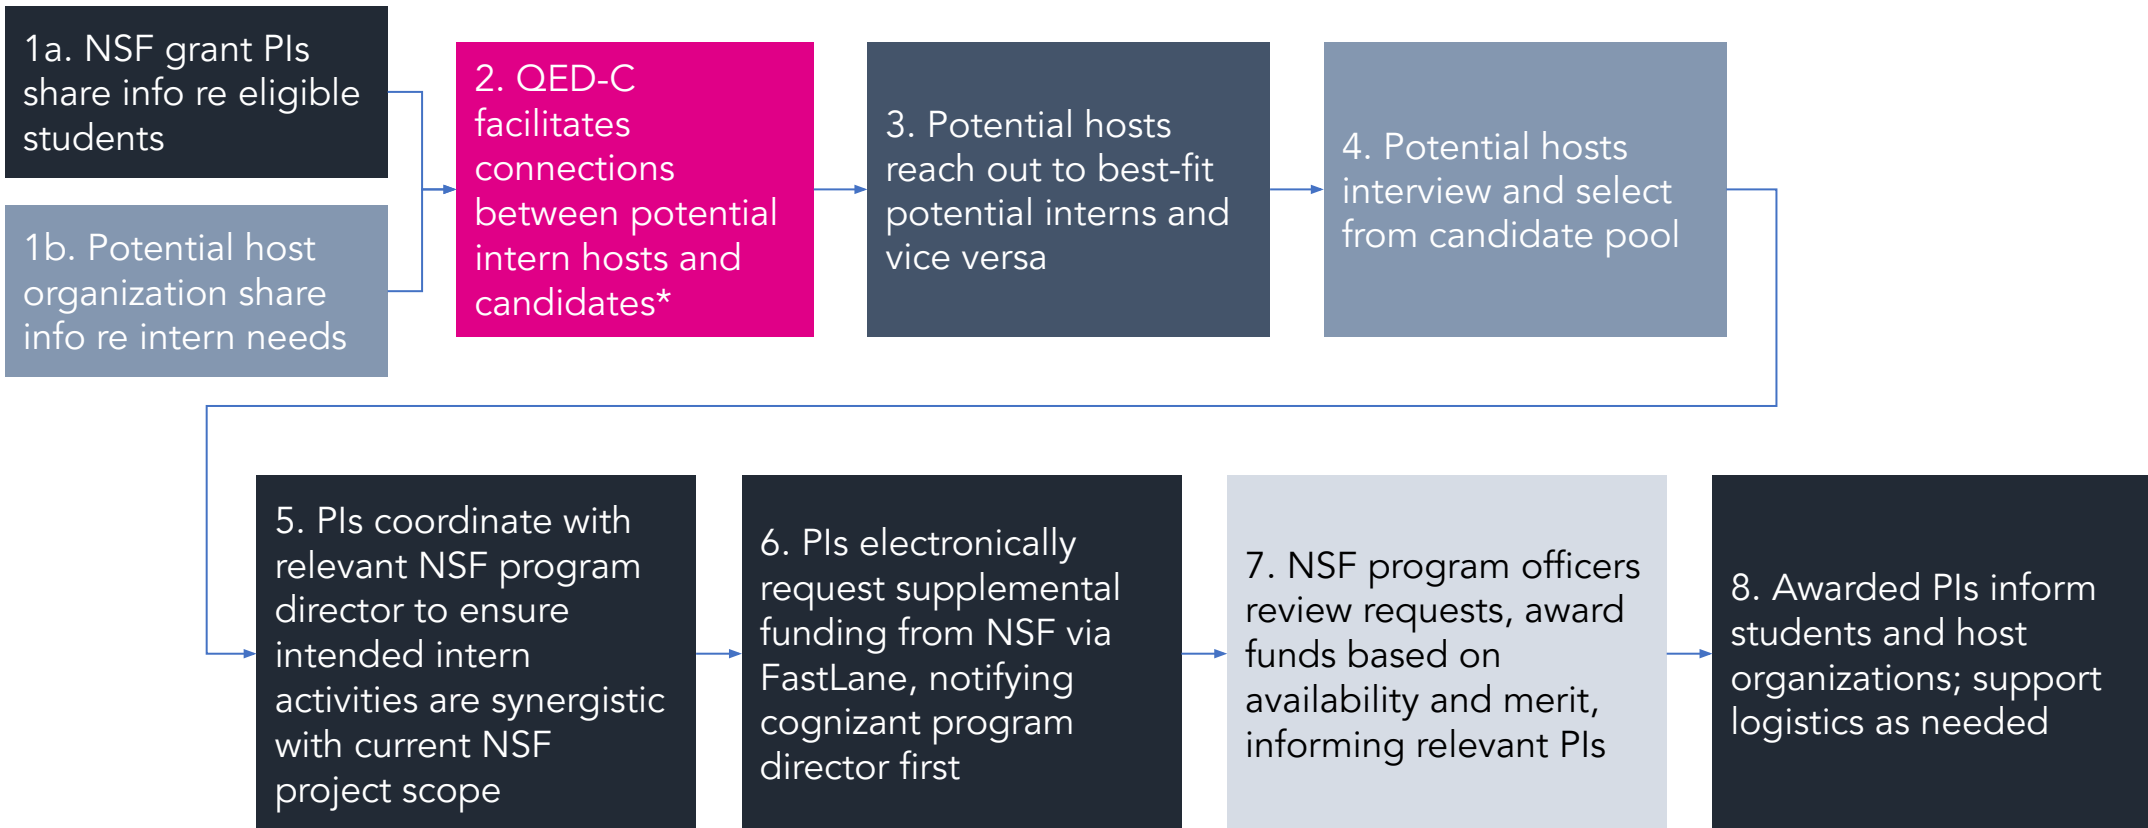 1a. NSF grant PIs
share info re eligible
students
1b. Potential host
organization share
info re intern needs
2. QED-C
facilitates
connections
between potential
intern hosts and
candidates*
3. Potential hosts
reach out to best-fit
potential interns and
vice versa
4. Potential hosts
interview and select
from candidate pool
5. PIs coordinate with
relevant NSF program
director to ensure
intended intern
activities are synergistic
with current NSF
project scope
6. PIs electronically
request supplemental
funding from NSF via
FastLane, notifying
cognizant program
director first
7. NSF program officers
review requests, award
funds based on
availability and merit,
informing relevant PIs
8. Awarded PIs inform
students and host
organizations; support
logistics as needed